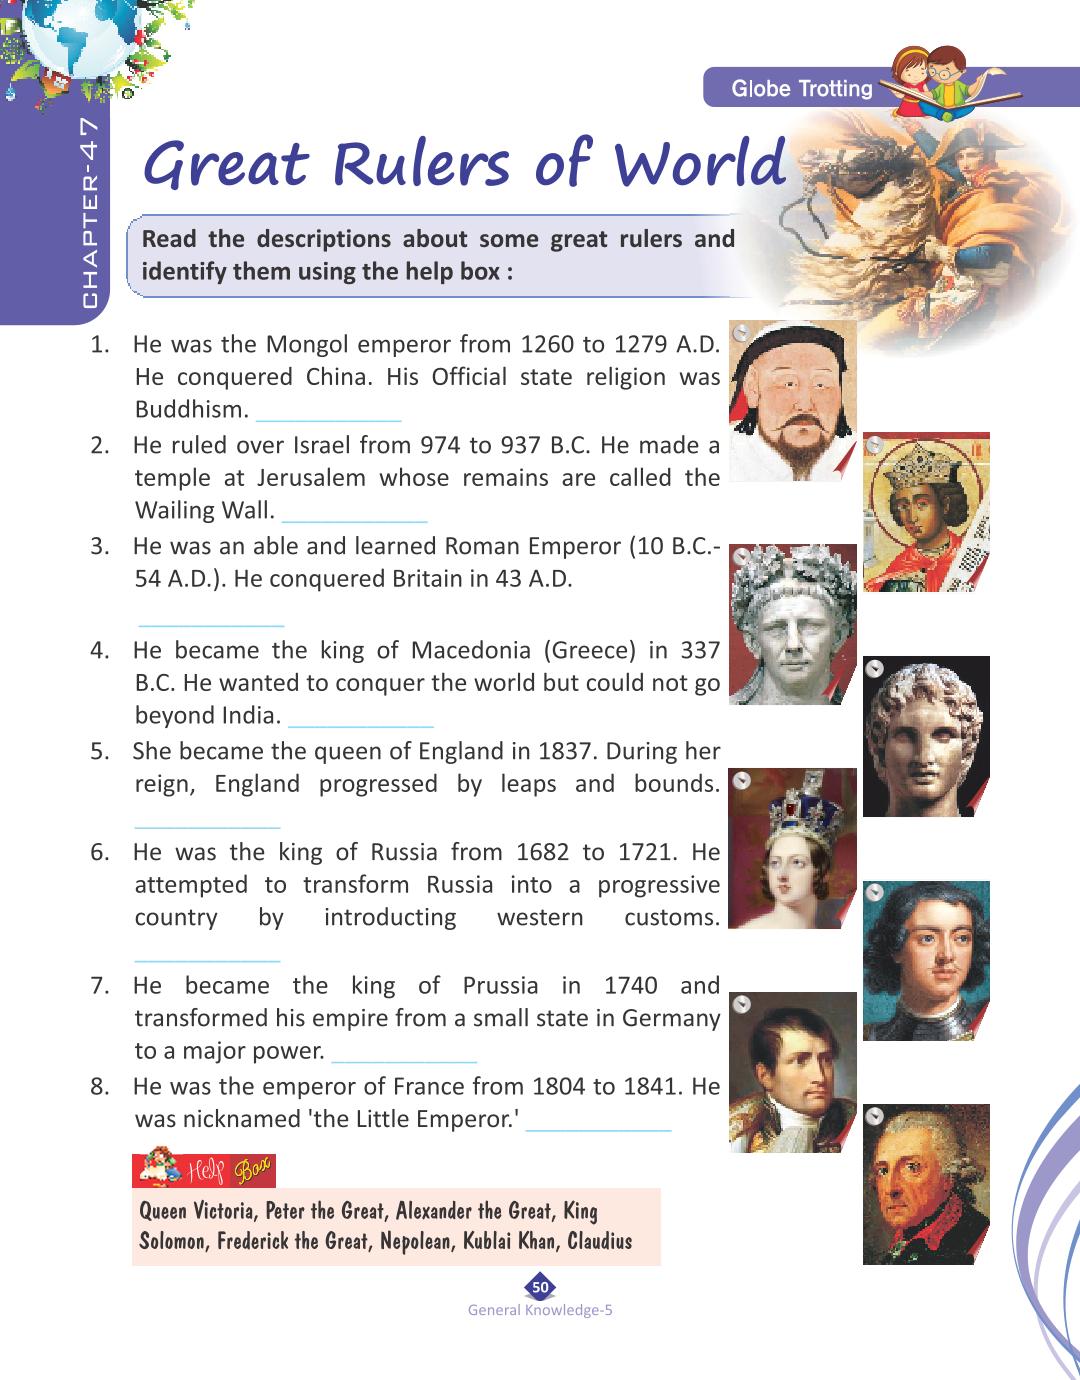 Globe Trotting
CHAPTER-47
Great Rulers of World
Read the descriptions about some great rulers and
identify them using the help box :
1. He was the Mongol emperor from 1260 to 1279 A.D.
He conquered China. His Official state religion was
Buddhism. ___________
2. He ruled over Israel from 974 to 937 B.C. He made a
temple at Jerusalem whose remains are called the
Wailing Wall. ___________
3. He was an able and learned Roman Emperor (10 B.C.-
54 A.D.). He conquered Britain in 43 A.D.
___________
4. He became the king of Macedonia (Greece) in 337
B.C. He wanted to conquer the world but could not go
beyond India. ___________
5. She became the queen of England in 1837. During her
reign, England progressed by leaps and bounds.
___________
6. He was the king of Russia from 1682 to 1721. He
attempted to transform Russia into a progressive
country by introducting western customs.
___________
7. He became the king of Prussia in 1740 and
transformed his empire from a small state in Germany
to a major power. ___________
8. He was the emperor of France from 1804 to 1841. He
was nicknamed 'the Little Emperor.' ___________
Help Box
Queen Victoria, Peter the Great, Alexander the Great, King
Solomon, Frederick the Great, Nepolean, Kublai Khan, Claudius
50
General Knowledge-5